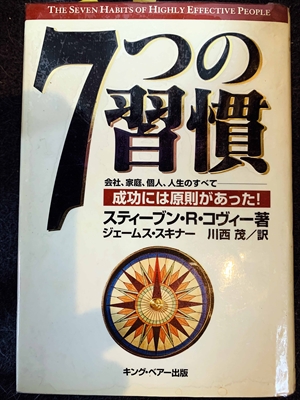 THE SEVEN HABITS OF HIGHLY EFFECTIVE PEOPLE
7つの
習慣
会社、家庭、個人、人生のすべて
成功には原則があった!
スティーブン・R・コヴィー著
ジェームス・スキナー 川西 茂/訳
キング・ベアー出版